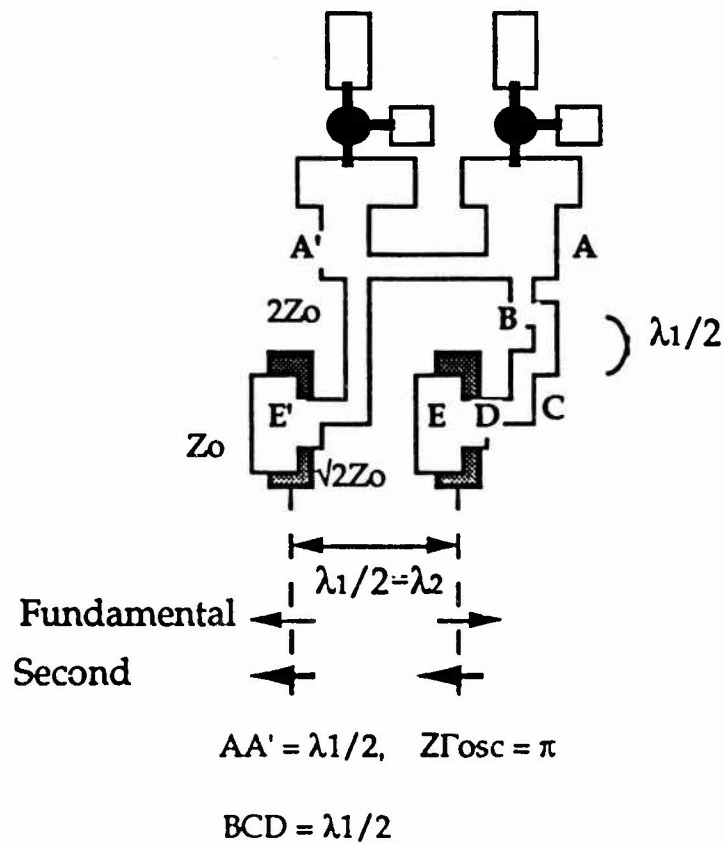 A' A
2Zo B λ1/2
E' E D C
Zo √2Zo
λ1/2=λ2
Fundamental
Second
AA' = λ1/2, ZΓosc = π
BCD = λ1/2